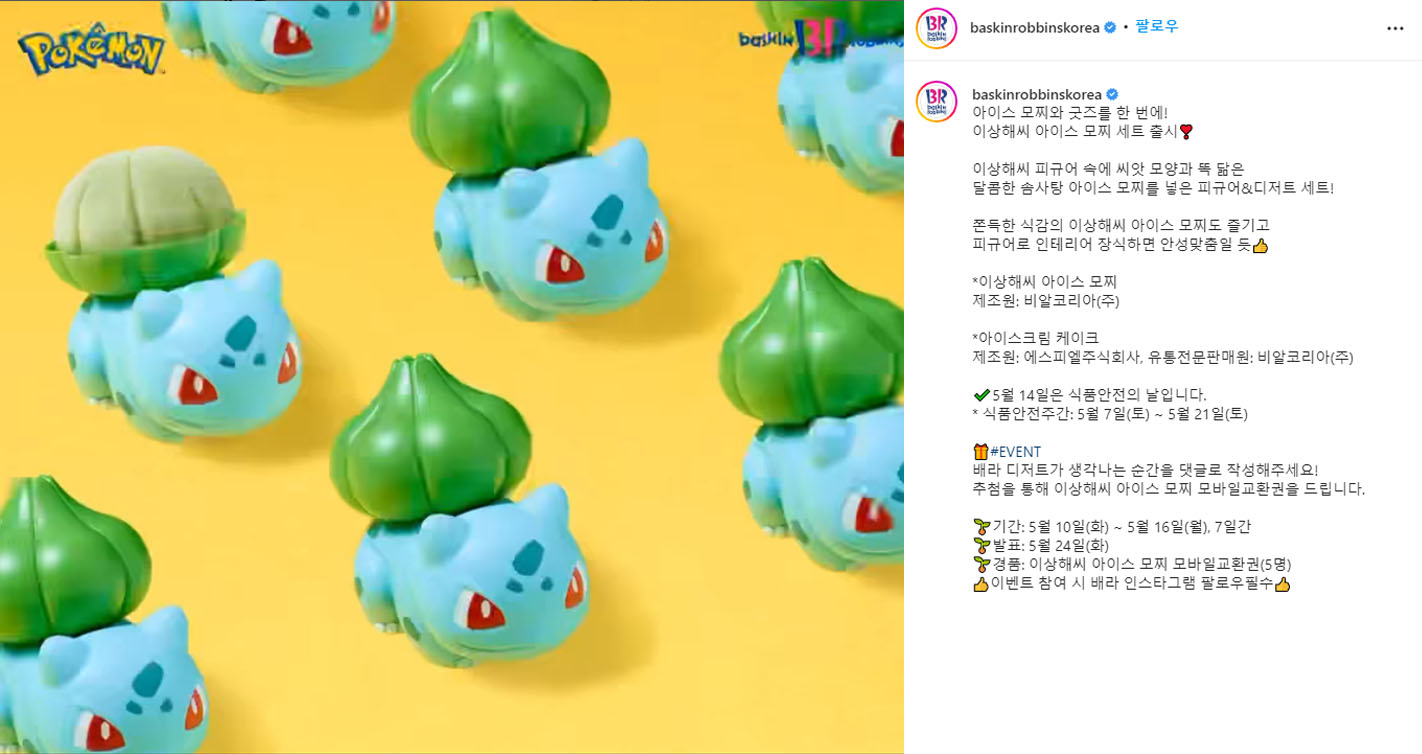 POKÉMON
baskin BR robbins
baskinrobbinskorea • 팔로우
baskinrobbinskorea
아이스 모찌와 굿즈를 한 번에!
이상해씨 아이스 모찌 세트 출시❣
이상해씨 피규어 속에 씨앗 모양과 똑 닮은
달콤한 솜사탕 아이스 모찌를 넣은 피규어&디저트 세트!
쫀득한 식감의 이상해씨 아이스 모찌도 즐기고
피규어로 인테리어 장식하면 안성맞춤일 듯👍
*이상해씨 아이스 모찌
제조원: 비알코리아(주)
*아이스크림 케이크
제조원: 에스피엘주식회사, 유통전문판매원: 비알코리아(주)
✔5월 14일은 식품안전의 날입니다.
* 식품안전주간: 5월 7일(토) ~ 5월 21일(토)
🎁#EVENT
배라 디저트가 생각나는 순간을 댓글로 작성해주세요!
추첨을 통해 이상해씨 아이스 모찌 모바일교환권을 드립니다.
🌱기간: 5월 10일(화) ~ 5월 16일(월), 7일간
🌱발표: 5월 24일(화)
🌱경품: 이상해씨 아이스 모찌 모바일교환권(5명)
👍이벤트 참여 시 배라 인스타그램 팔로우필수👍